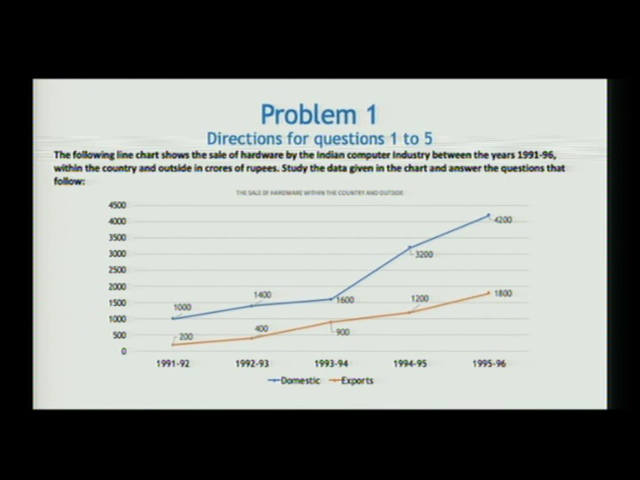 Problem 1
Directions for questions 1 to 5
The following line chart shows the sale of hardware by the Indian computer Industry between the years 1991-96,
within the country and outside in crores of rupees. Study the data given in the chart and answer the questions that
follow:
THE SALE OF HARDWARE WITHIN THE COUNTRY AND OUTSIDE
4500
4000
3500
3000
2500
2000
1500
1000
500
0
1000
1400
1600
3200
4200
200
400
900
1200
1800
1991-92 1992-93 1993-94 1994-95 1995-96
Domestic Exports